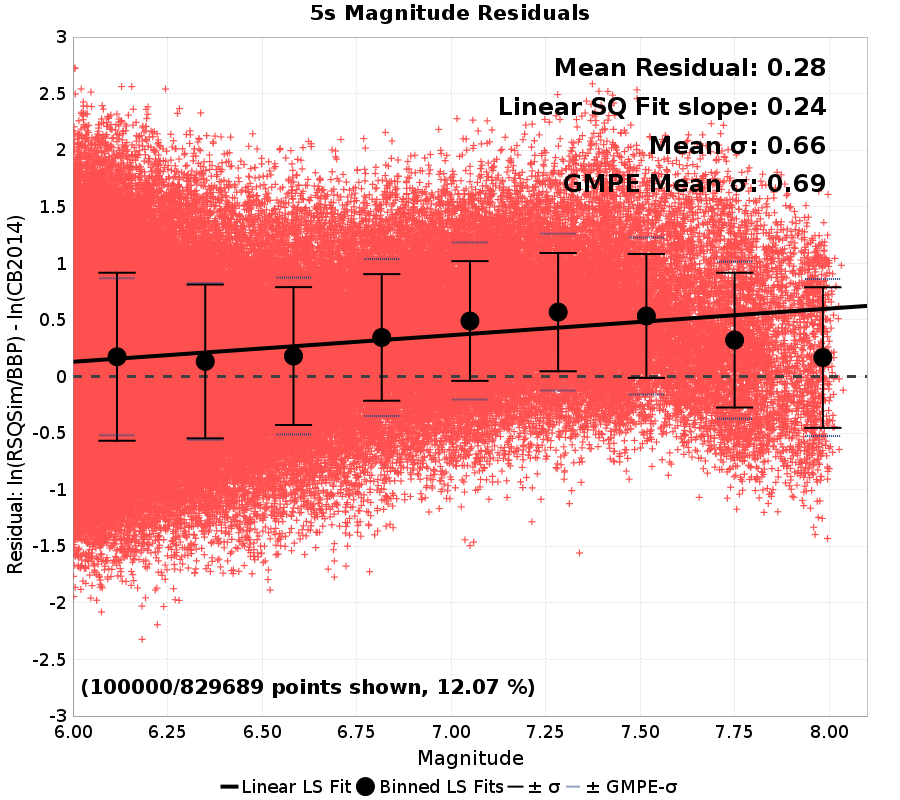 5s Magnitude Residuals
Mean Residual: 0.28
Linear SQ Fit slope: 0.24
Mean σ: 0.66
GMPE Mean σ: 0.69
Residual: ln(RSQSim/BBP) - ln(CB2014)
3
2.5
2
1.5
1
0.5
0
-0.5
-1
-1.5
-2
-2.5
-3
(100000/829689 points shown, 12.07 %)
6.00 6.25 6.50 6.75 7.00 7.25 7.50 7.75 8.00
Magnitude
Linear LS Fit Binned LS Fits ± σ ± GMPE-σ